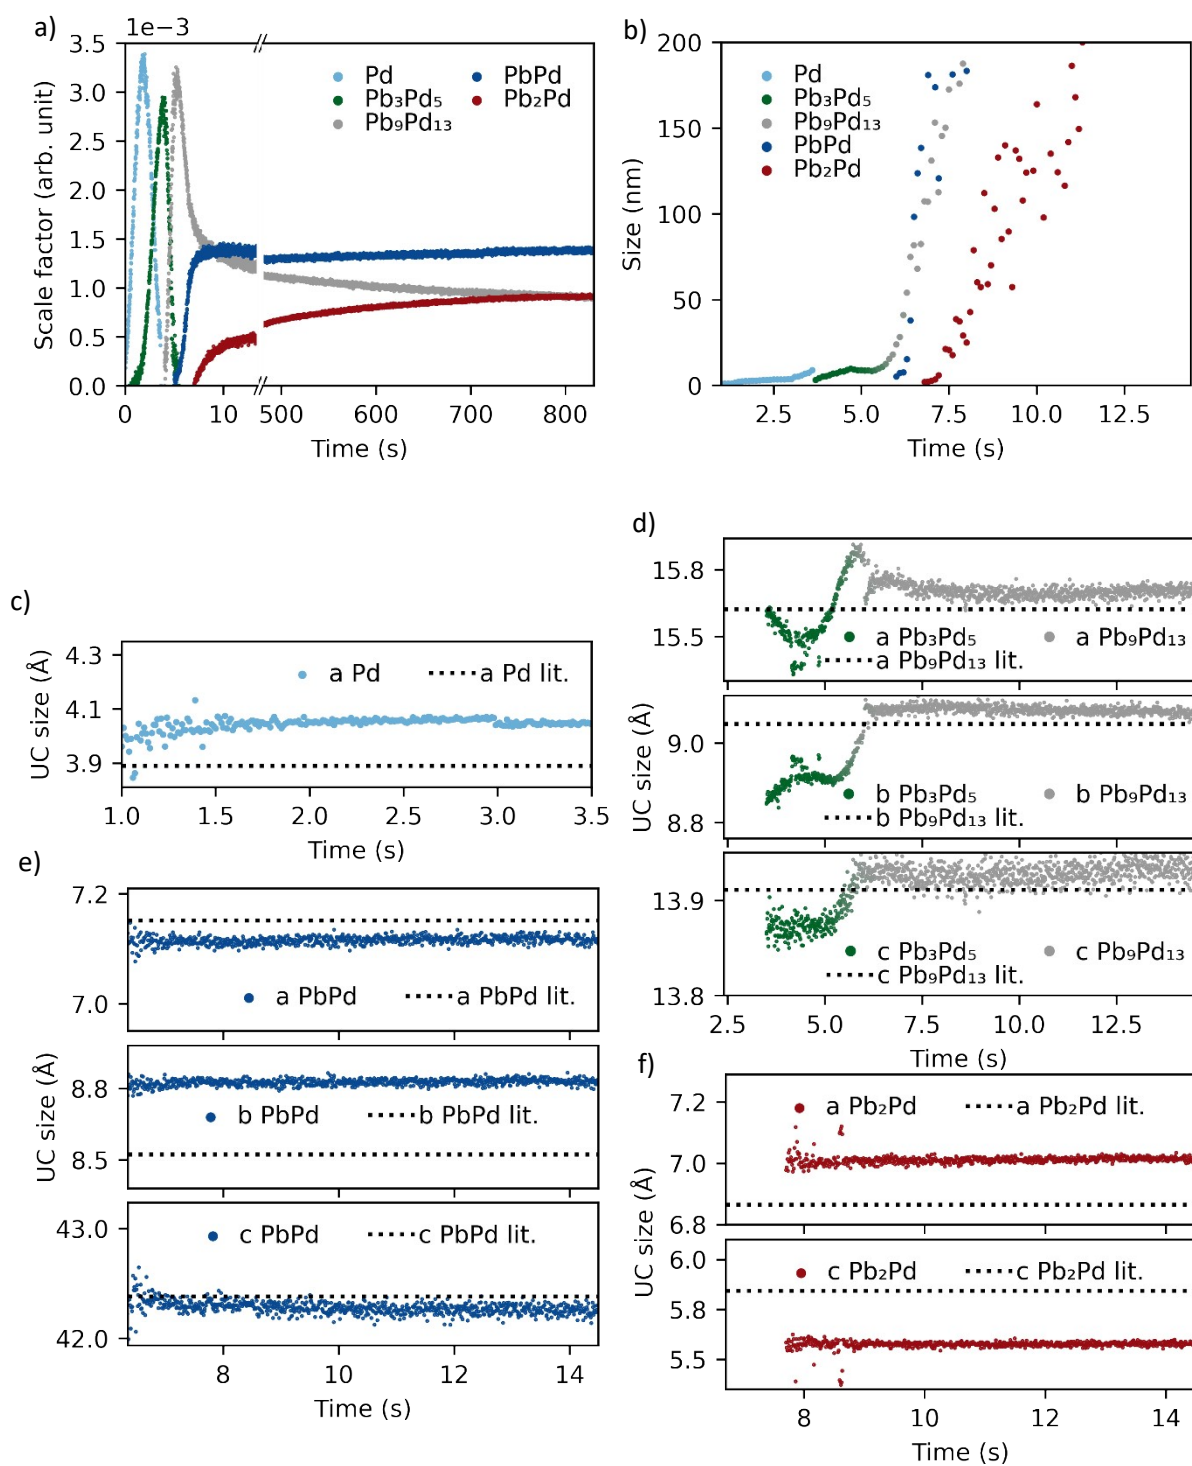 a)
1e−3
3.5
3.0
2.5
2.0
1.5
1.0
0.5
0.0
Scale factor (arb. unit)
Pd
Pb₃Pd₅
Pb₉Pd₁₃
PbPd
Pb₂Pd
0 10 500 600 700 800
Time (s)
b)
200
150
100
50
0
Size (nm)
Pd
Pb₃Pd₅
Pb₉Pd₁₃
PbPd
Pb₂Pd
2.5 5.0 7.5 10.0 12.5
Time (s)
c)
4.3
4.1
3.9
UC size (Å)
a Pd a Pd lit.
1.0 1.5 2.0 2.5 3.0 3.5
Time (s)
d)
15.8
15.5
a Pb₃Pd₅ a Pb₉Pd₁₃
a Pb₉Pd₁₃ lit.
9.0
8.8
UC size (Å)
b Pb₃Pd₅ b Pb₉Pd₁₃
b Pb₉Pd₁₃ lit.
13.9
13.8
c Pb₃Pd₅ c Pb₉Pd₁₃
c Pb₉Pd₁₃ lit.
2.5 5.0 7.5 10.0 12.5
Time (s)
e)
7.2
7.0
a PbPd a PbPd lit.
8.8
8.5
UC size (Å)
b PbPd b PbPd lit.
43.0
42.0
c PbPd c PbPd lit.
8 10 12 14
Time (s)
f)
7.2
7.0
6.8
UC size (Å)
a Pb₂Pd a Pb₂Pd lit.
6.0
5.8
5.5
c Pb₂Pd c Pb₂Pd lit.
8 10 12 14
Time (s)